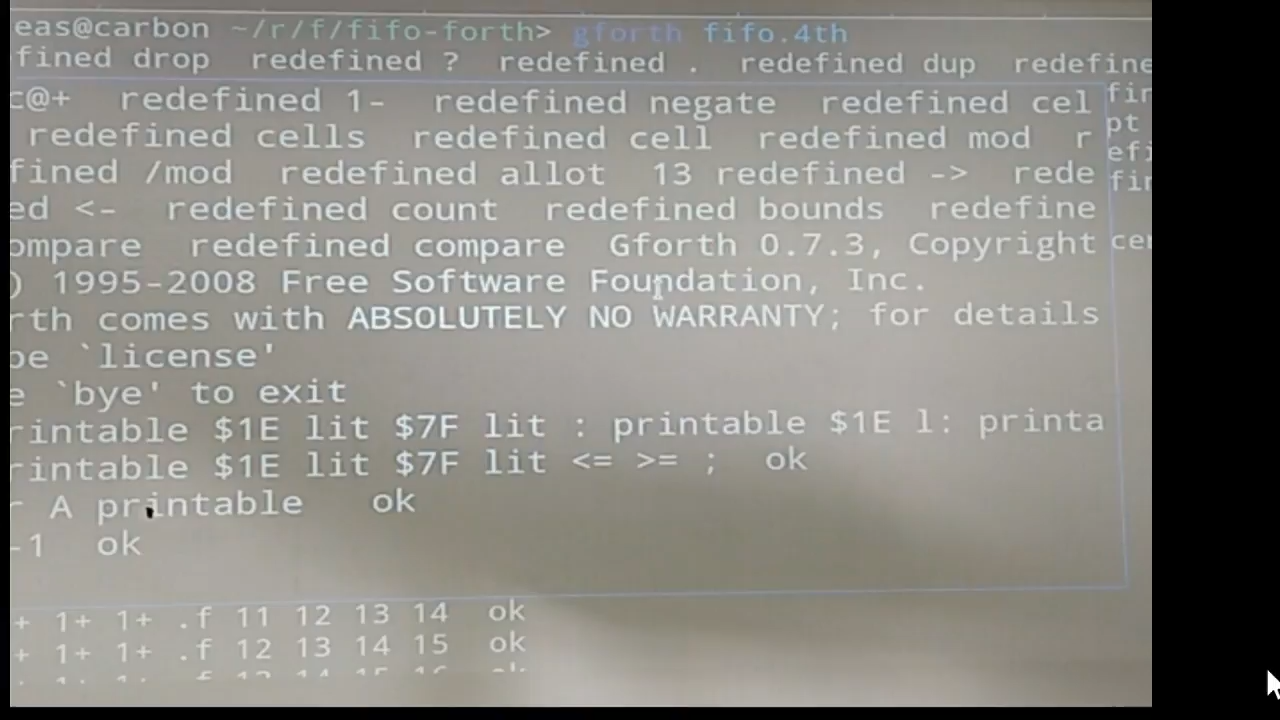 eas@carbon ~/r/f/fifo-forth> gforth fifo.4th
fined drop redefined ? redefined . redefined dup redefine
c@+ redefined 1- redefined negate redefined cel
redefined cells redefined cell redefined mod r
fined /mod redefined allot 13 redefined -> rede
ed <- redefined count redefined bounds redefine
ompare redefined compare Gforth 0.7.3, Copyright
) 1995-2008 Free Software Foundation, Inc.
rth comes with ABSOLUTELY NO WARRANTY; for details
pe `license'
e `bye' to exit
rintable $1E lit $7F lit : printable $1E l: printa
rintable $1E lit $7F lit <= >= ; ok
r A printable ok
-1 ok
+ 1+ 1+ .f 11 12 13 14 ok
+ 1+ 1+ .f 12 13 14 15 ok